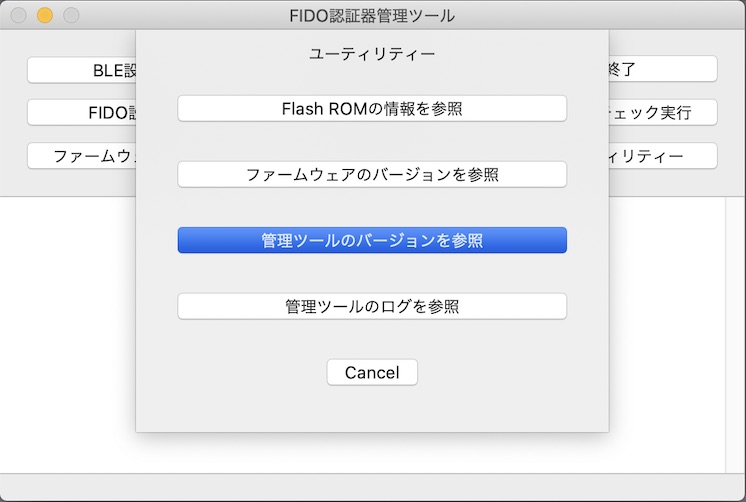 FIDO認証器管理ツール
ユーティリティー
BLE設
終了
Flash ROMの情報を参照
FIDO設
チェック実行
ファームウェ
ファームウェアのバージョンを参照
ィリティー
管理ツールのバージョンを参照
管理ツールのログを参照
Cancel